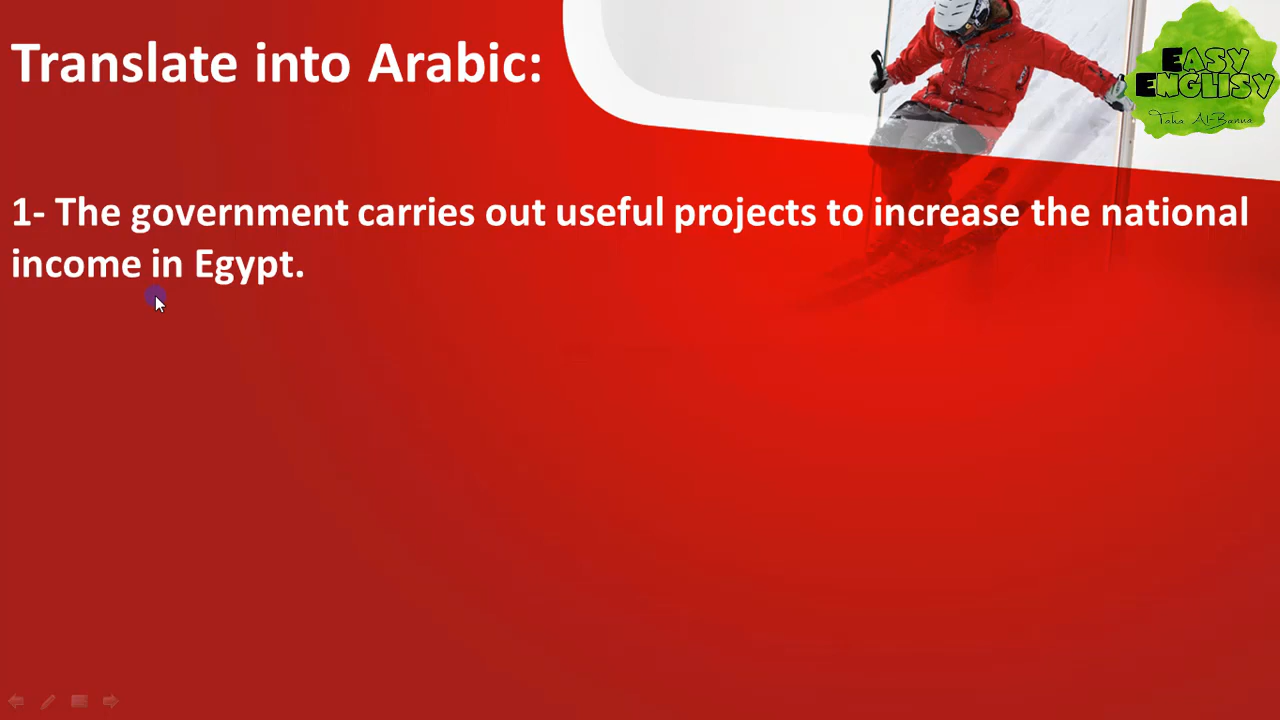 Translate into Arabic:
EASY
ENGLISY
Taha Al-Banna
1- The government carries out useful projects to increase the national
income in Egypt.